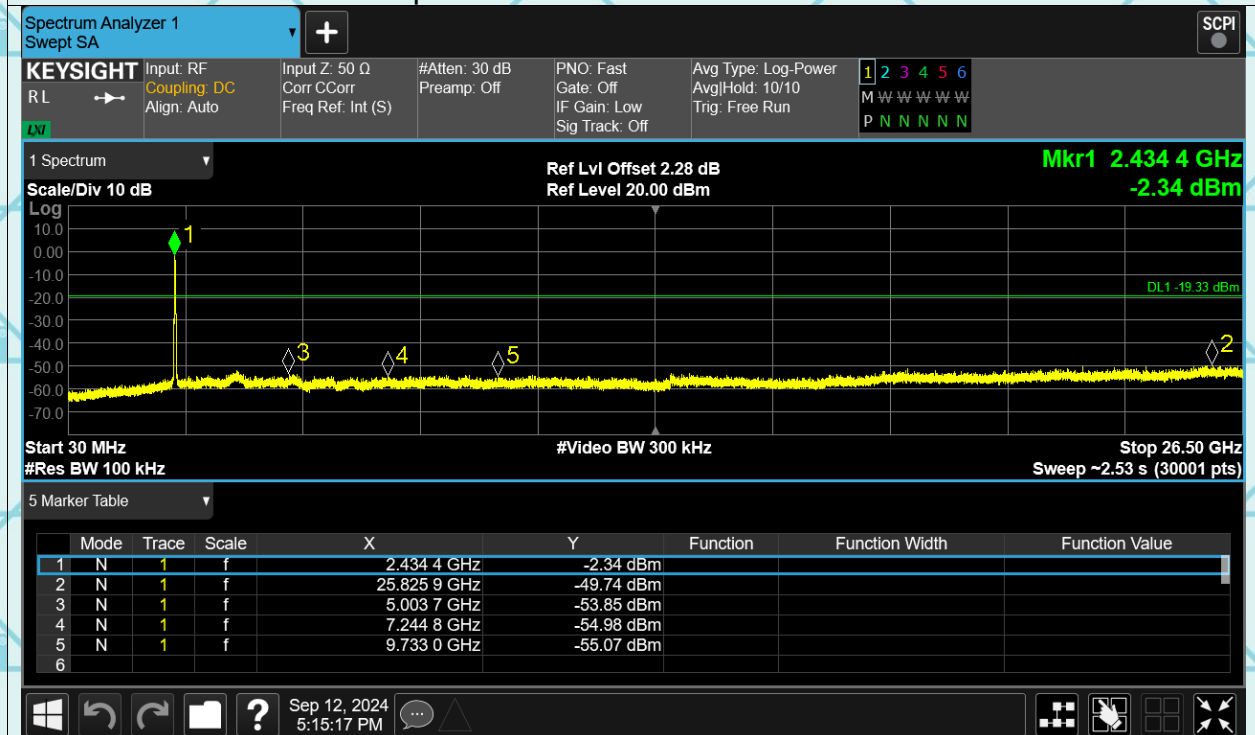 Spectrum Analyzer 1
Swept SA
+
SCPI
KEYSIGHT
RL
LXI
Input: RF
Coupling: DC
Align: Auto
Input Z: 50 Ω
Corr CCorr
Freq Ref: Int (S)
#Atten: 30 dB
Preamp: Off
PNO: Fast
Gate: Off
IF Gain: Low
Sig Track: Off
Avg Type: Log-Power
Avg|Hold: 10/10
Trig: Free Run
1 2 3 4 5 6
M W W W W W W
P N N N N N N
1 Spectrum
Scale/Div 10 dB
Ref Lvl Offset 2.28 dB
Ref Level 20.00 dBm
Mkr1 2.434 4 GHz
-2.34 dBm
Log
10.0
0.00
-10.0
-20.0
-30.0
-40.0
-50.0
-60.0
-70.0
1
DL1 -19.33 dBm
3
4
5
2
Start 30 MHz
#Video BW 300 kHz
Stop 26.50 GHz
#Res BW 100 kHz
Sweep ~2.53 s (30001 pts)
5 Marker Table
Mode Trace Scale X Y Function Function Width Function Value
1 N 1 f 2.434 4 GHz -2.34 dBm
2 N 1 f 25.825 9 GHz -49.74 dBm
3 N 1 f 5.003 7 GHz -53.85 dBm
4 N 1 f 7.244 8 GHz -54.98 dBm
5 N 1 f 9.733 0 GHz -55.07 dBm
6
?
Sep 12, 2024
5:15:17 PM